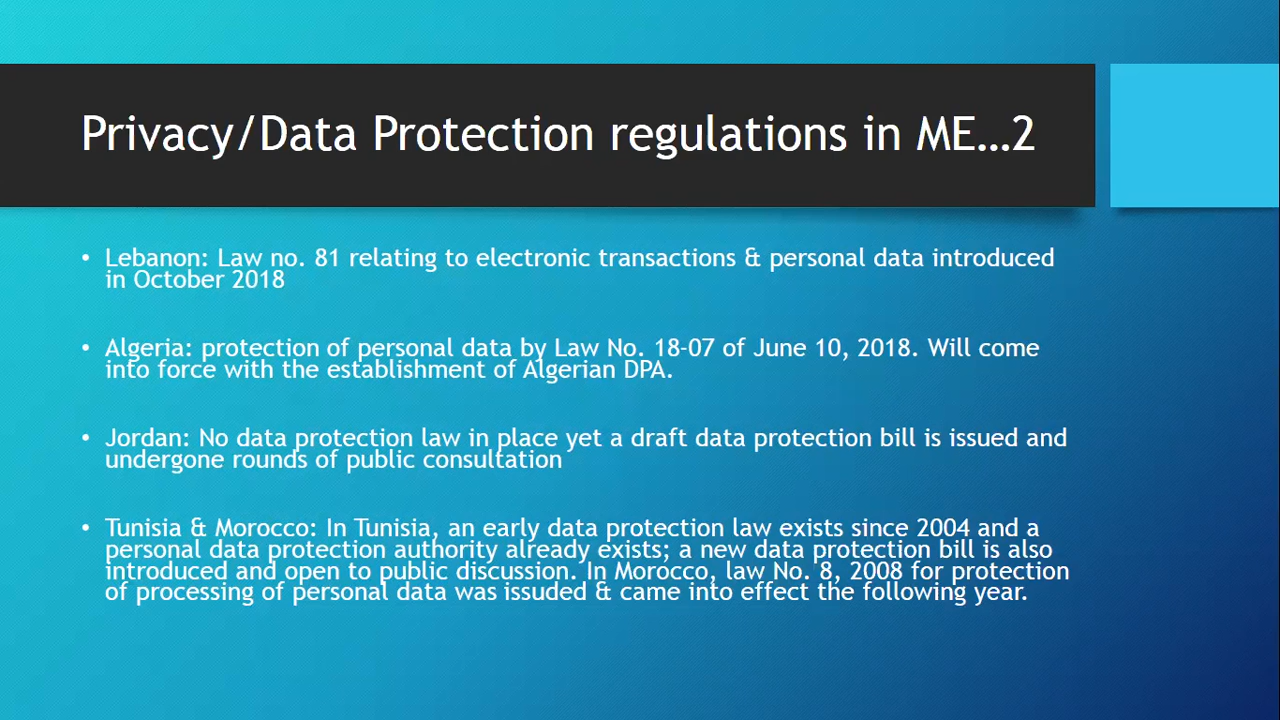 Privacy/Data Protection regulations in ME…2
• Lebanon: Law no. 81 relating to electronic transactions & personal data introduced
in October 2018
• Algeria: protection of personal data by Law No. 18-07 of June 10, 2018. Will come
into force with the establishment of Algerian DPA.
• Jordan: No data protection law in place yet a draft data protection bill is issued and
undergone rounds of public consultation
• Tunisia & Morocco: In Tunisia, an early data protection law exists since 2004 and a
personal data protection authority already exists; a new data protection bill is also
introduced and open to public discussion. In Morocco, law No. 8, 2008 for protection
of processing of personal data was issuded & came into effect the following year.